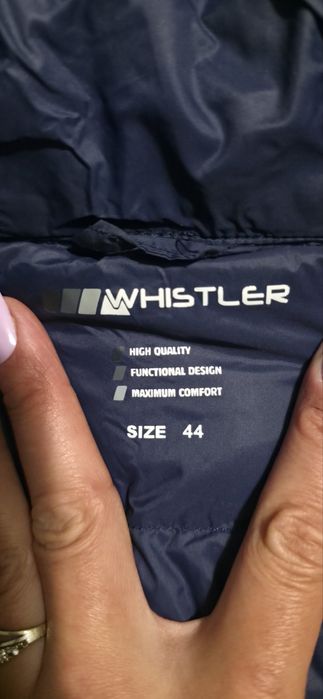 WHISTLER
HIGH QUALITY
FUNCTIONAL DESIGN
MAXIMUM COMFORT
SIZE 44